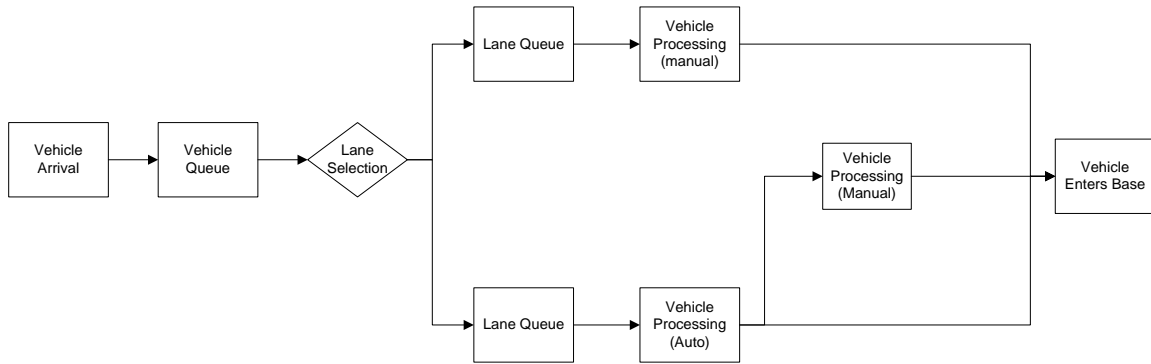 Lane Queue
Vehicle
Processing
(manual)
Vehicle
Arrival
Vehicle
Queue
Lane
Selection
Vehicle
Processing
(Manual)
Vehicle
Enters Base
Lane Queue
Vehicle
Processing
(Auto)